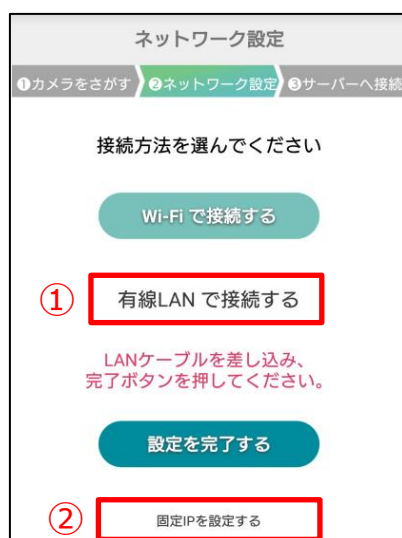 ネットワーク設定
❶カメラをさがす ❷ネットワーク設定 ❸サーバーへ接続
接続方法を選んでください
Wi-Fi で接続する
① 有線LAN で接続する
LANケーブルを差し込み、
完了ボタンを押してください。
設定を完了する
② 固定IPを設定する